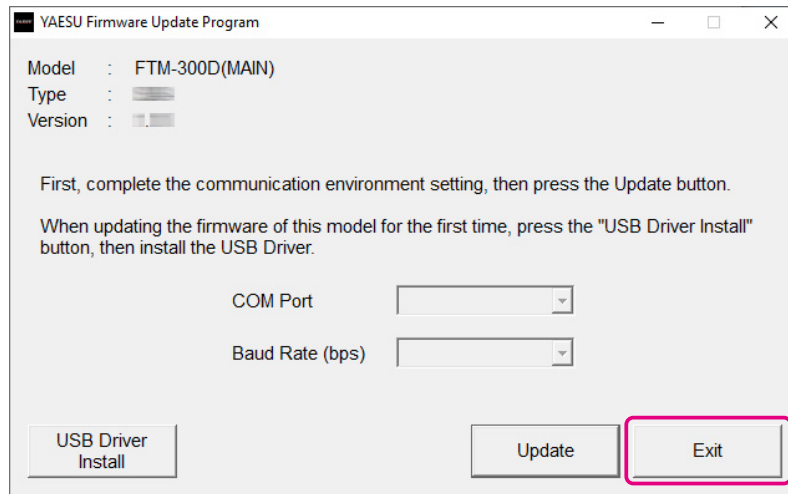 YAESU Firmware Update Program
Model : FTM-300D(MAIN)
Type :
Version :
First, complete the communication environment setting, then press the Update button.
When updating the firmware of this model for the first time, press the "USB Driver Install"
button, then install the USB Driver.
COM Port
Baud Rate (bps)
USB Driver
Install
Update
Exit